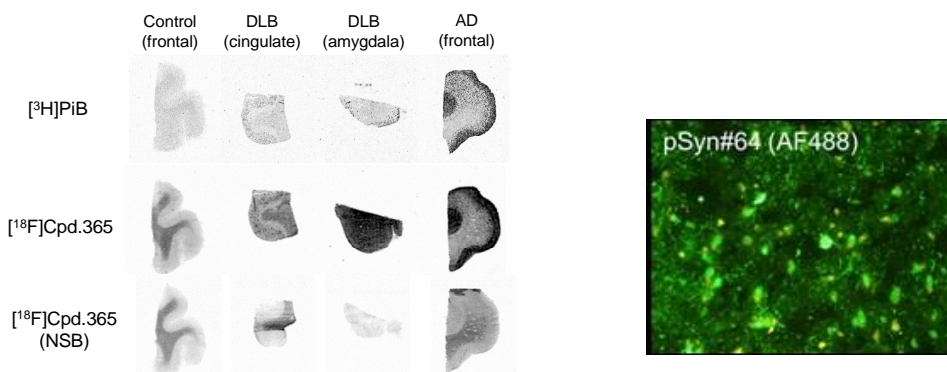 Control DLB DLB AD
(frontal) (cingulate) (amygdala) (frontal)
[³H]PiB
[¹⁸F]Cpd.365
[¹⁸F]Cpd.365
(NSB)
pSyn#64 (AF488)